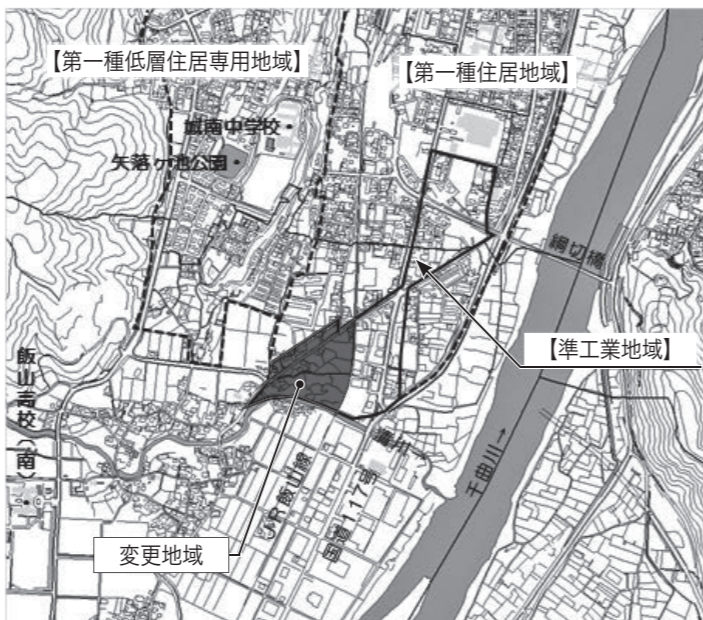 【第一種低層住居専用地域】
【第一種住居地域】
城南中学校
矢落ヶ池公園
綱切橋
【準工業地域】
飯山高校(南)
清川→
千曲川→
JR飯山線
国道117号
変更地域